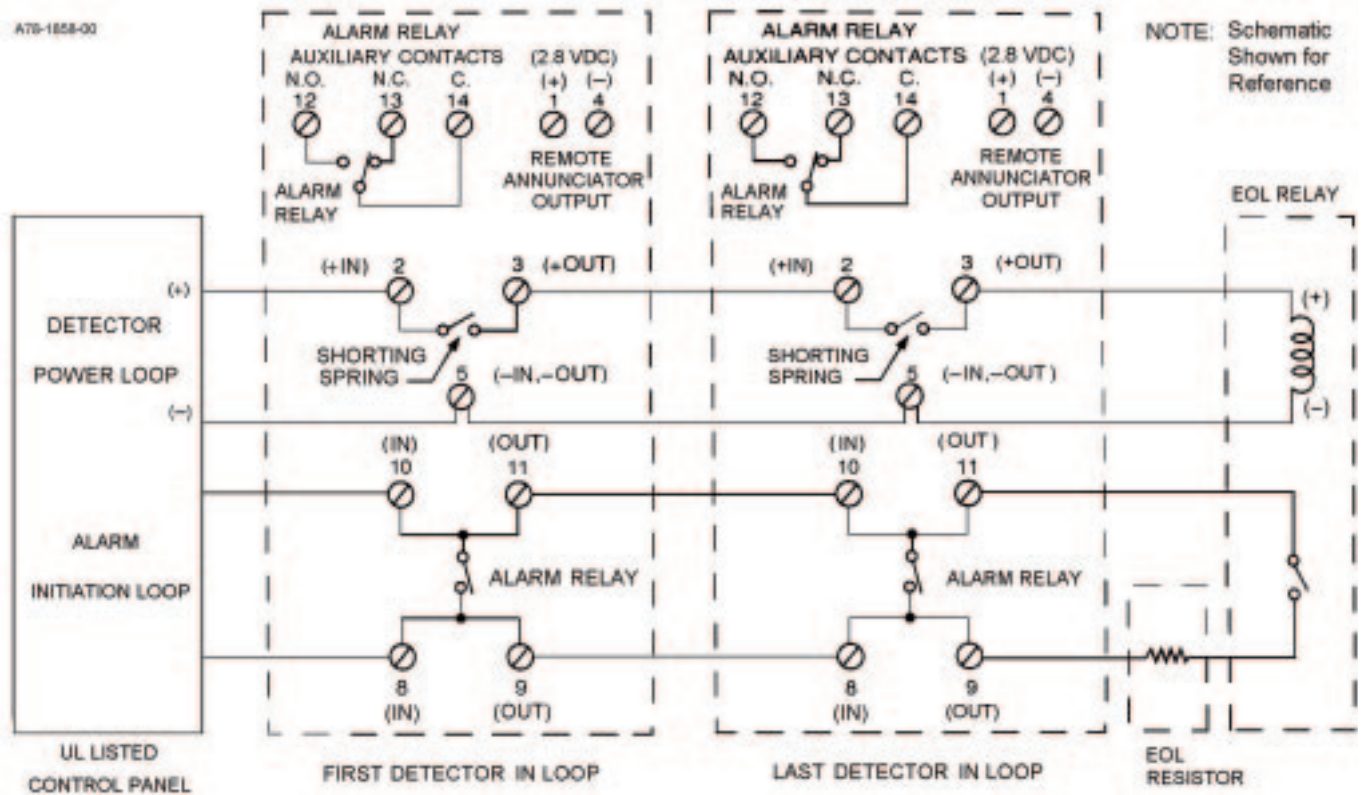 A78-1858-00
NOTE: Schematic
Shown for
Reference
ALARM RELAY
AUXILIARY CONTACTS (2.8 VDC)
N.O. N.C. C. (+) (–)
12 13 14 1 4
ALARM
RELAY
REMOTE
ANNUNCIATOR
OUTPUT
ALARM RELAY
AUXILIARY CONTACTS (2.8 VDC)
N.O. N.C. C. (+) (–)
12 13 14 1 4
ALARM
RELAY
REMOTE
ANNUNCIATOR
OUTPUT
EOL RELAY
(+)
DETECTOR
POWER LOOP
(–)
(+IN) 2 3 (+OUT)
SHORTING
SPRING
5 (–IN,–OUT)
(+IN) 2 3 (+OUT)
SHORTING
SPRING
5 (–IN,–OUT)
(+)
(–)
ALARM
INITIATION LOOP
(IN) (OUT)
10 11
ALARM RELAY
8 9
(IN) (OUT)
(IN) (OUT)
10 11
ALARM RELAY
8 9
(IN) (OUT)
UL LISTED
CONTROL PANEL
FIRST DETECTOR IN LOOP
LAST DETECTOR IN LOOP
EOL
RESISTOR